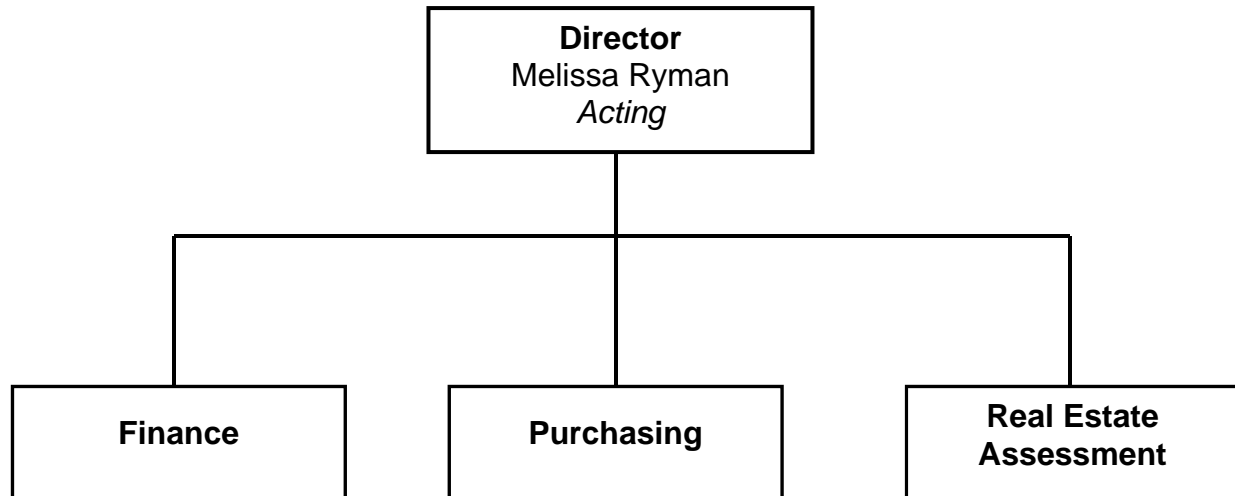 Director
Melissa Ryman
Acting
Finance
Purchasing
Real Estate
Assessment